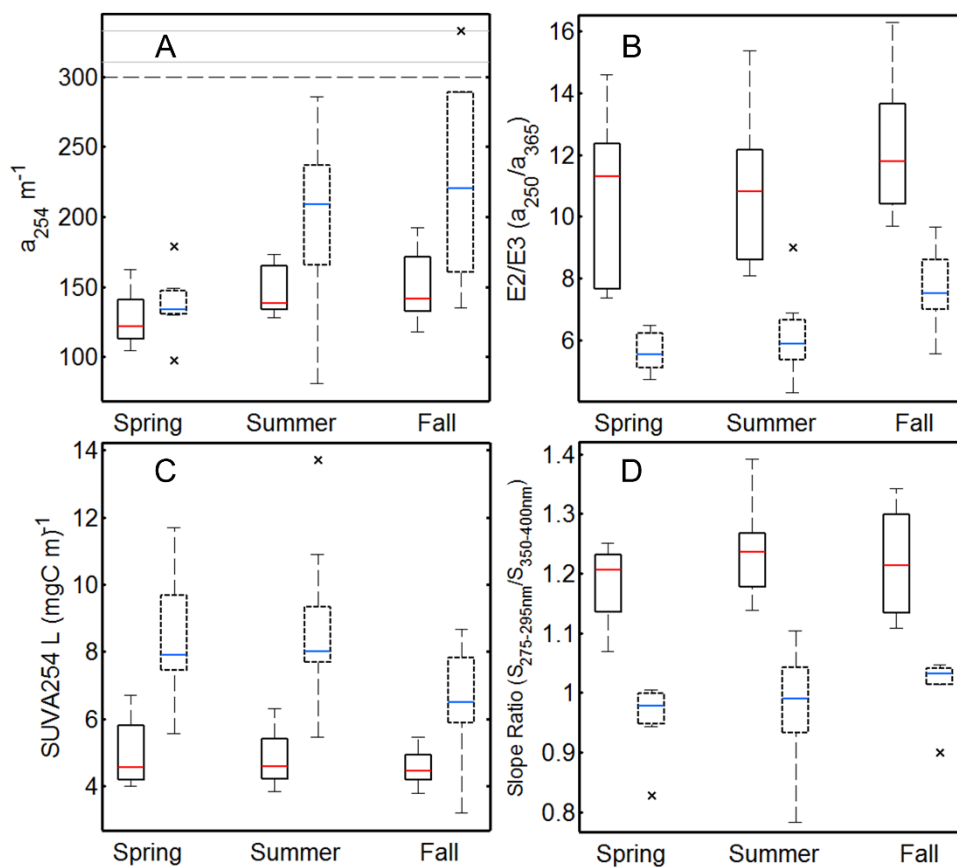 A
a254 m-1
300
250
200
150
100
Spring Summer Fall
B
E2/E3 (a250/a365)
16
14
12
10
8
6
Spring Summer Fall
C
SUVA254 L (mgC m)-1
14
12
10
8
6
4
Spring Summer Fall
D
Slope Ratio (S275-295nm/S350-400nm)
1.4
1.3
1.2
1.1
1
0.9
0.8
Spring Summer Fall